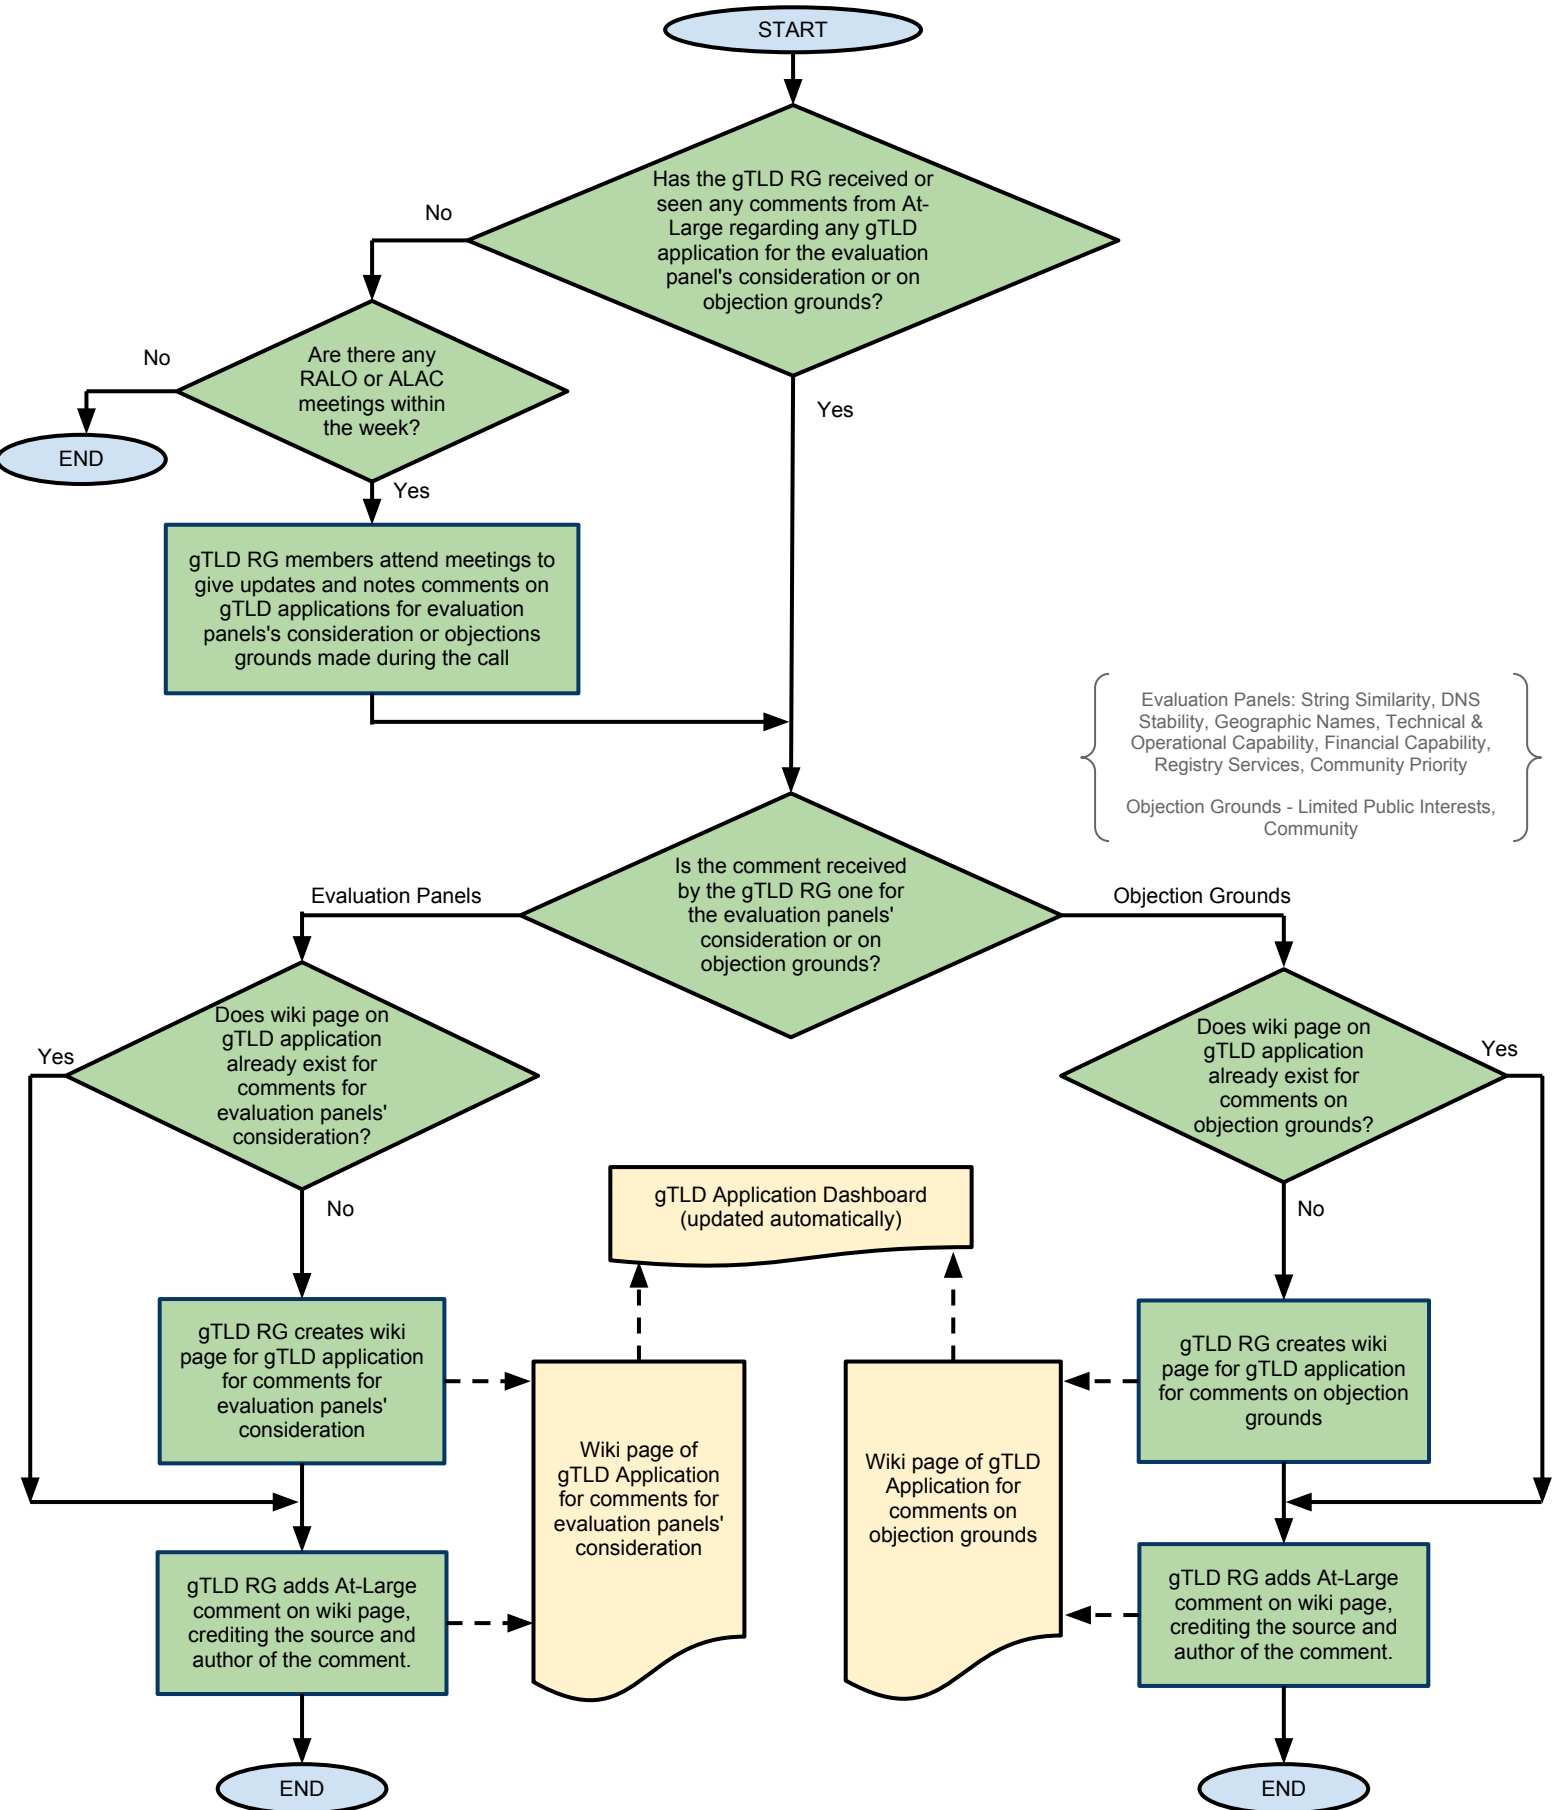 START
Has the gTLD RG received or
seen any comments from At-
Large regarding any gTLD
application for the evaluation
panel's consideration or on
objection grounds?
No
Are there any
RALO or ALAC
meetings within
the week?
No
Yes
END
Yes
gTLD RG members attend meetings to
give updates and notes comments on
gTLD applications for evaluation
panels's consideration or objections
grounds made during the call
Evaluation Panels: String Similarity, DNS
Stability, Geographic Names, Technical &
Operational Capability, Financial Capability,
Registry Services, Community Priority
Objection Grounds - Limited Public Interests,
Community
Is the comment received
by the gTLD RG one for
the evaluation panels'
consideration or on
objection grounds?
Evaluation Panels
Objection Grounds
Does wiki page on
gTLD application
already exist for
comments for
evaluation panels'
consideration?
Yes
Does wiki page on
gTLD application
already exist for
comments on
objection grounds?
Yes
No
gTLD Application Dashboard
(updated automatically)
No
gTLD RG creates wiki
page for gTLD application
for comments for
evaluation panels'
consideration
gTLD RG creates wiki
page for gTLD application
for comments on objection
grounds
Wiki page of
gTLD Application
for comments for
evaluation panels'
consideration
Wiki page of gTLD
Application for
comments on
objection grounds
gTLD RG adds At-Large
comment on wiki page,
crediting the source and
author of the comment.
gTLD RG adds At-Large
comment on wiki page,
crediting the source and
author of the comment.
END
END